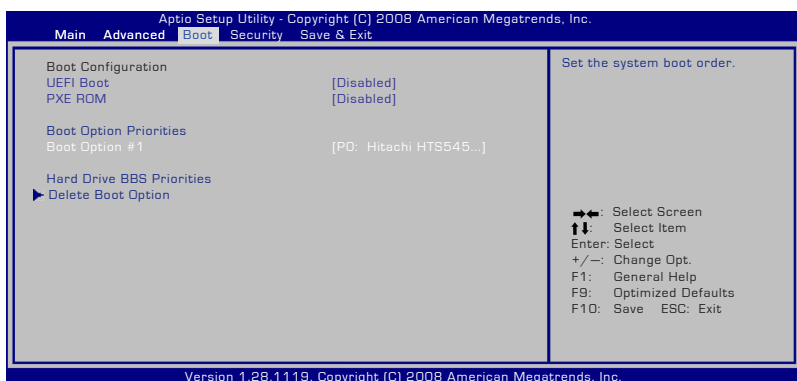 Aptio Setup Utility - Copyright (C) 2008 American Megatrends, Inc.
Main Advanced Boot Security Save & Exit
Boot Configuration
UEFI Boot [Disabled]
PXE ROM [Disabled]
Boot Option Priorities
Boot Option #1 [P0: Hitachi HTS545...]
Hard Drive BBS Priorities
Delete Boot Option
Set the system boot order.
→←: Select Screen
↑↓: Select Item
Enter: Select
+/—: Change Opt.
F1: General Help
F9: Optimized Defaults
F10: Save ESC: Exit
Version 1.28.1119. Copyright (C) 2008 American Megatrends, Inc.